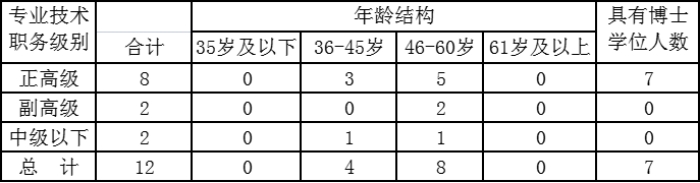 专业技术 年龄结构 具有博士
职务级别 合计 35岁及以下 36-45岁 46-60岁 61岁及以上 学位人数
正高级 8 0 3 5 0 7
副高级 2 0 0 2 0 0
中级以下 2 0 1 1 0 0
总 计 12 0 4 8 0 7